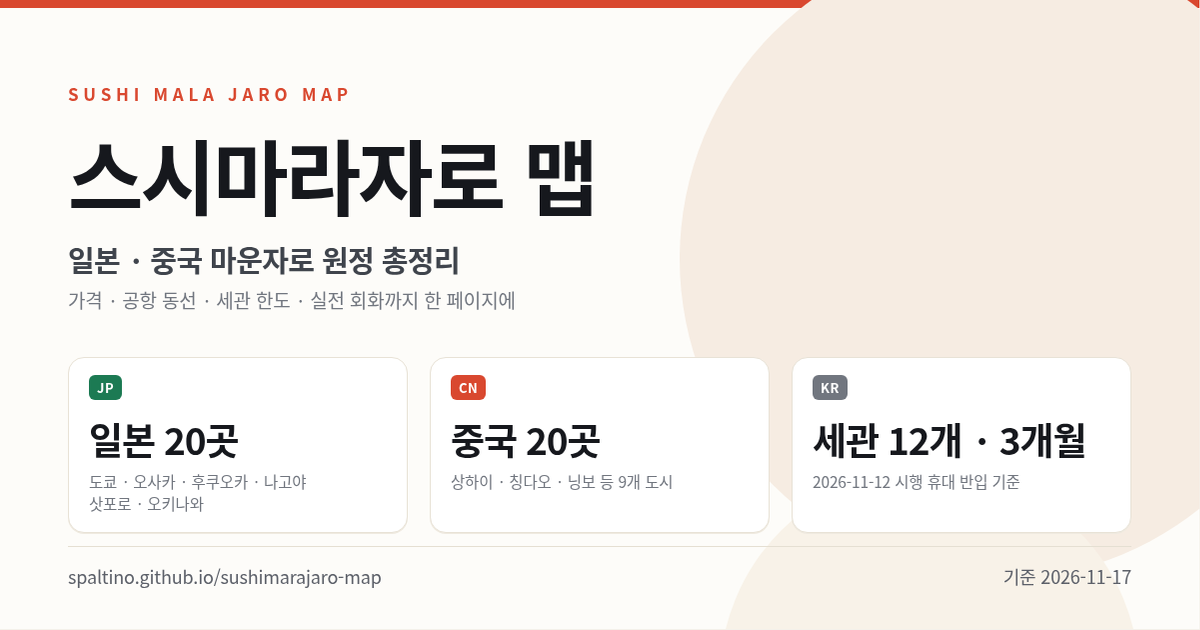 SUSHI MALA JARO MAP
스시마라자로 맵
일본 · 중국 마운자로 원정 총정리
가격 · 공항 동선 · 세관 한도 · 실전 회화까지 한 페이지에
JP
일본 20곳
도쿄 · 오사카 · 후쿠오카 · 나고야
삿포로 · 오키나와
CN
중국 20곳
상하이 · 칭다오 · 닝보 등 9개 도시
KR
세관 12개 · 3개월
2026-11-12 시행 휴대 반입 기준
spaltino.github.io/sushimarajaro-map
기준 2026-11-17